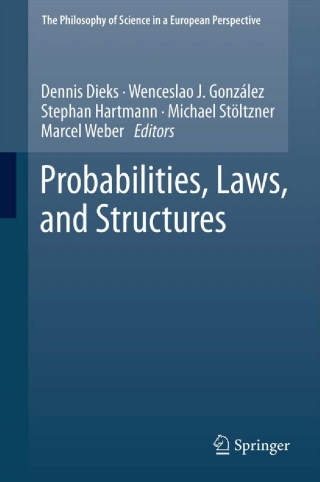 The Philosophy of Science in a European Perspective
Dennis Dieks · Wenceslao J. González
Stephan Hartmann · Michael Stöltzner
Marcel Weber Editors
Probabilities, Laws,
and Structures
Springer